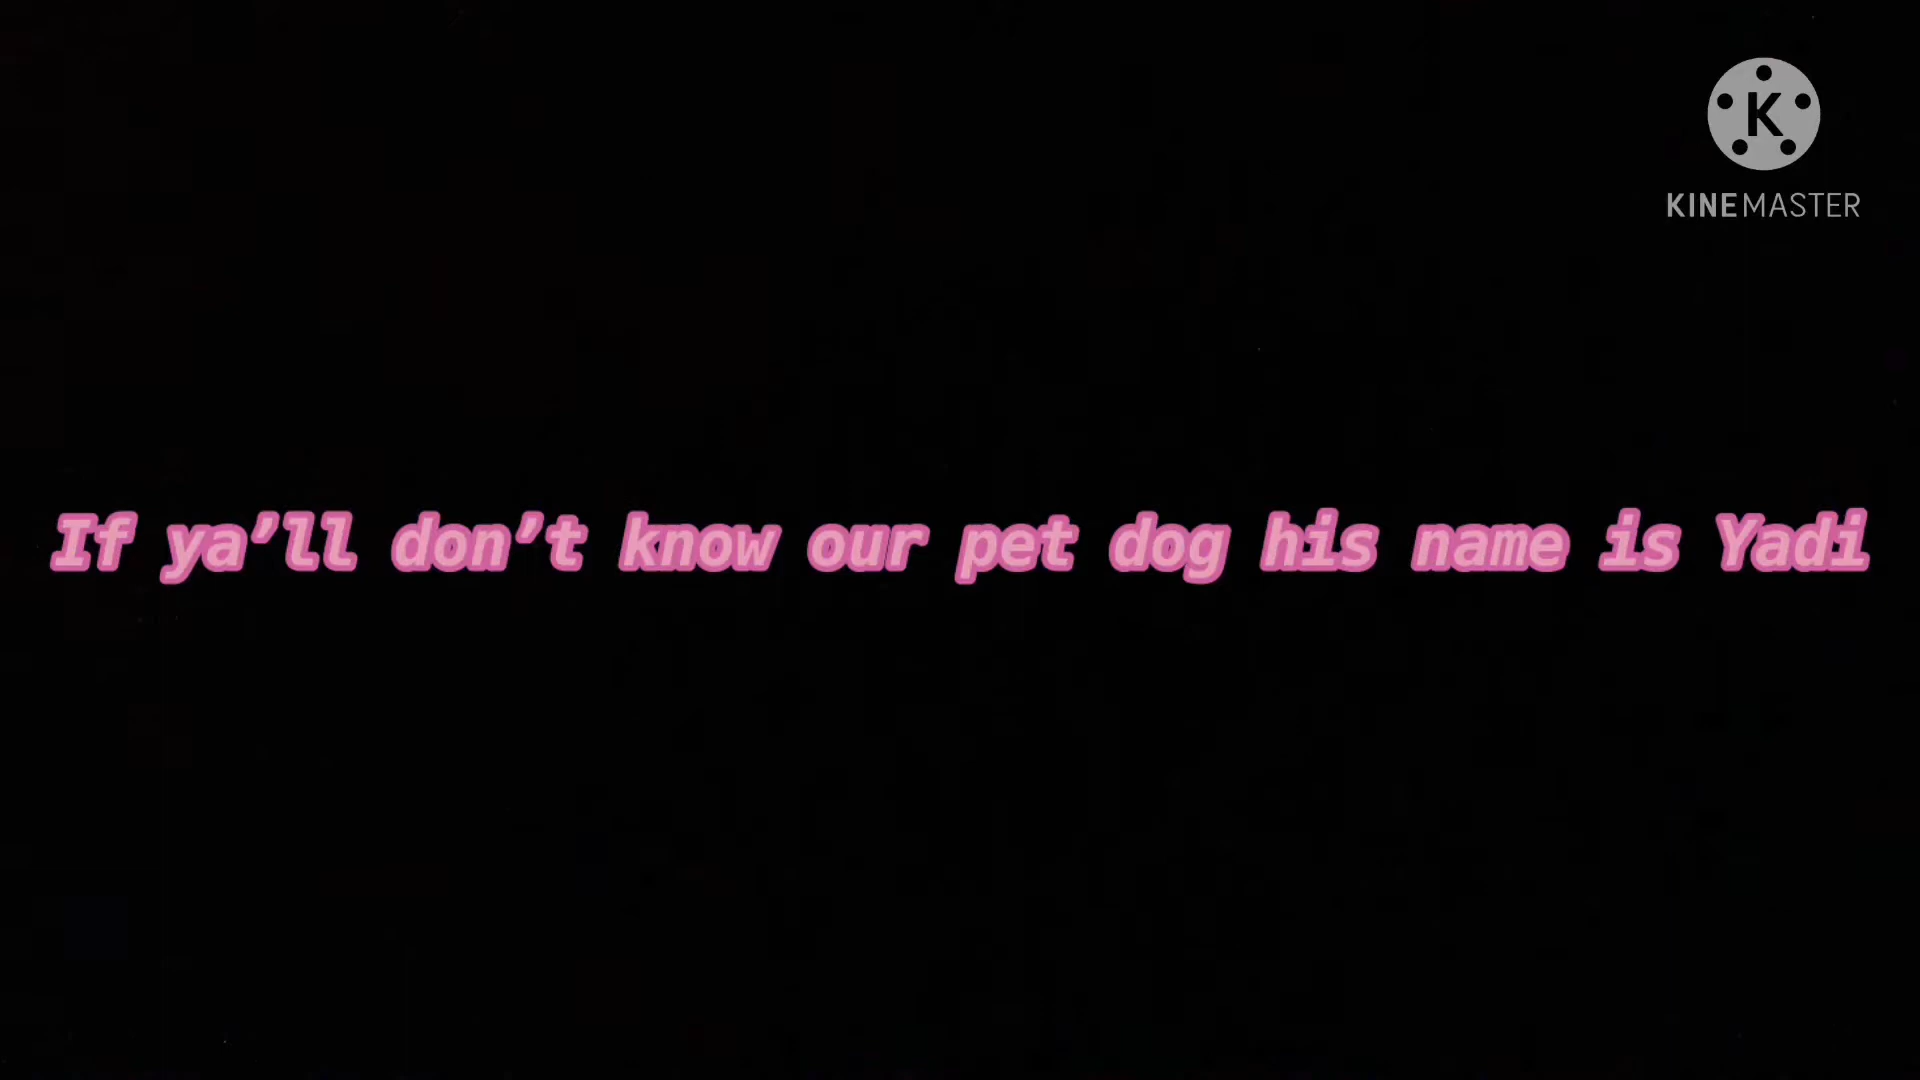 K
KINEMASTER
If ya’ll don’t know our pet dog his name is Yadi